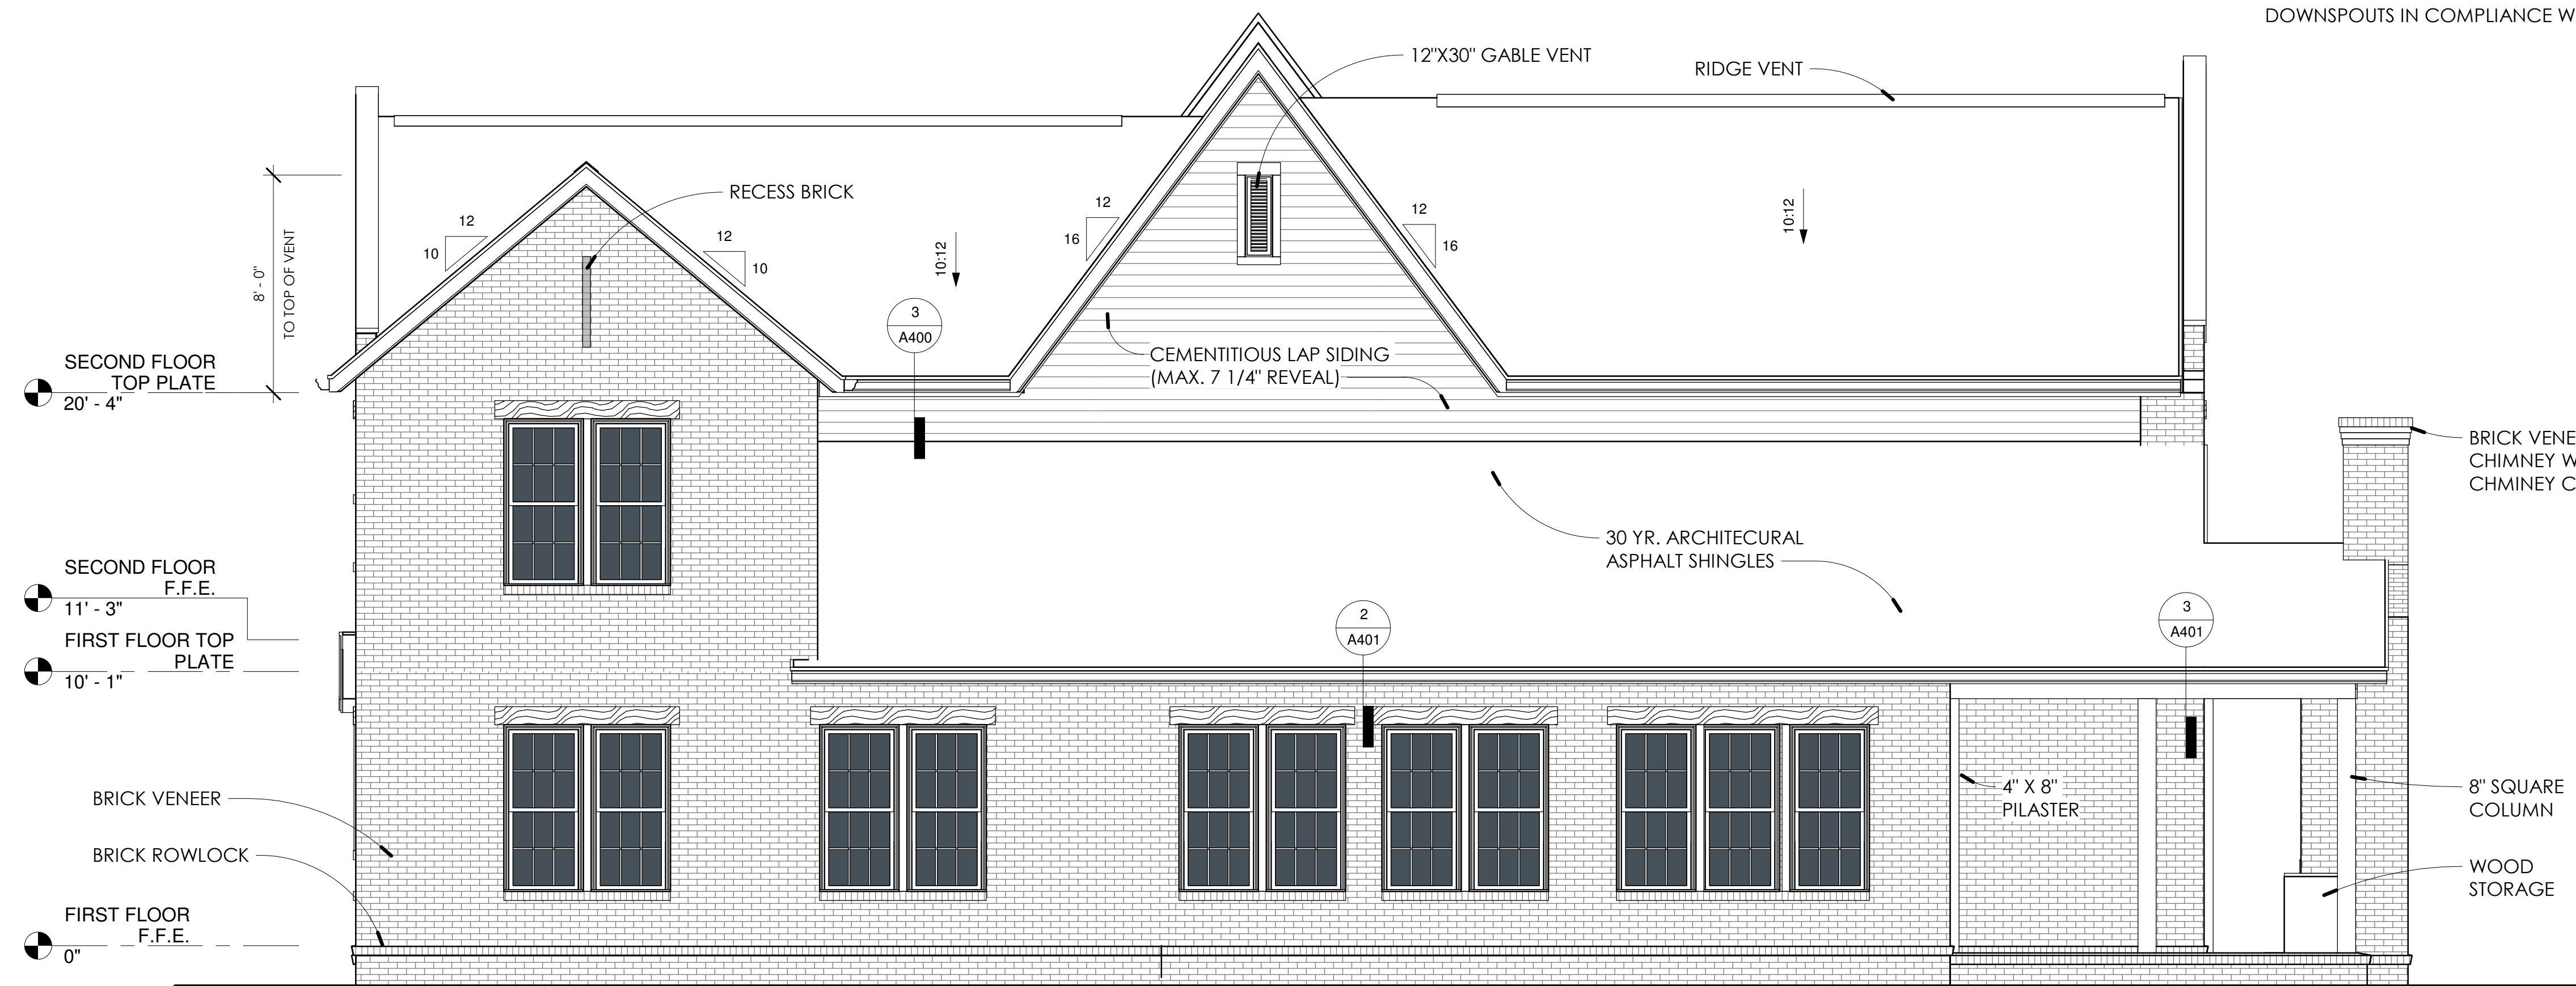 DOWNSPOUTS IN COMPLIANCE W
12"X30" GABLE VENT
RIDGE VENT
RECESS BRICK
12
10
12
10
10:12
12
16
12
16
10:12
8' - 0"
TO TOP OF VENT
3
A400
CEMENTITIOUS LAP SIDING
(MAX. 7 1/4" REVEAL)
SECOND FLOOR
TOP PLATE
20' - 4"
BRICK VENE
CHIMNEY W
CHMINEY C
30 YR. ARCHITECURAL
ASPHALT SHINGLES
SECOND FLOOR
F.F.E.
11' - 3"
FIRST FLOOR TOP
PLATE
10' - 1"
2
A401
3
A401
BRICK VENEER
BRICK ROWLOCK
4" X 8"
PILASTER
8" SQUARE
COLUMN
WOOD
STORAGE
FIRST FLOOR
F.F.E.
0"